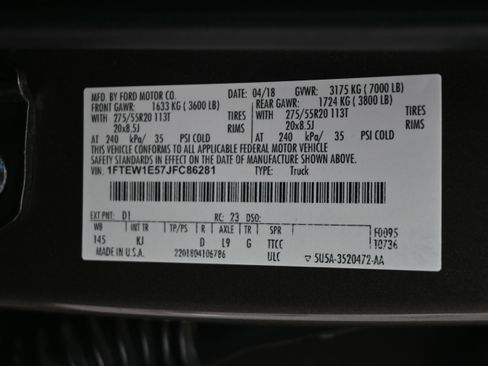 MFD. BY FORD MOTOR CO. DATE: 04/18 GVWR: 3175 KG ( 7000 LB)
FRONT GAWR: 1633 KG ( 3600 LB) REAR GAWR: 1724 KG ( 3800 LB)
WITH 275/55R20 113T TIRES WITH 275/55R20 113T TIRES
20x8.5J RIMS 20x8.5J RIMS
AT 240 kPa/ 35 PSI COLD AT 240 kPa/ 35 PSI COLD
THIS VEHICLE CONFORMS TO ALL APPLICABLE FEDERAL MOTOR VEHICLE
SAFETY STANDARDS IN EFFECT ON THE DATE OF MANUFACTURE SHOWN ABOVE.
VIN: 1FTEW1E57JFC86281 TYPE: Truck
EXT PNT: D1 RC: 23 DSO:
WB TP/PS R AXLE TR SPR F0095
145 KJ D L9 G TTCC 10736
MADE IN U.S.A. 2201804106786 ULC ▽ 5U5A-3520472-AA